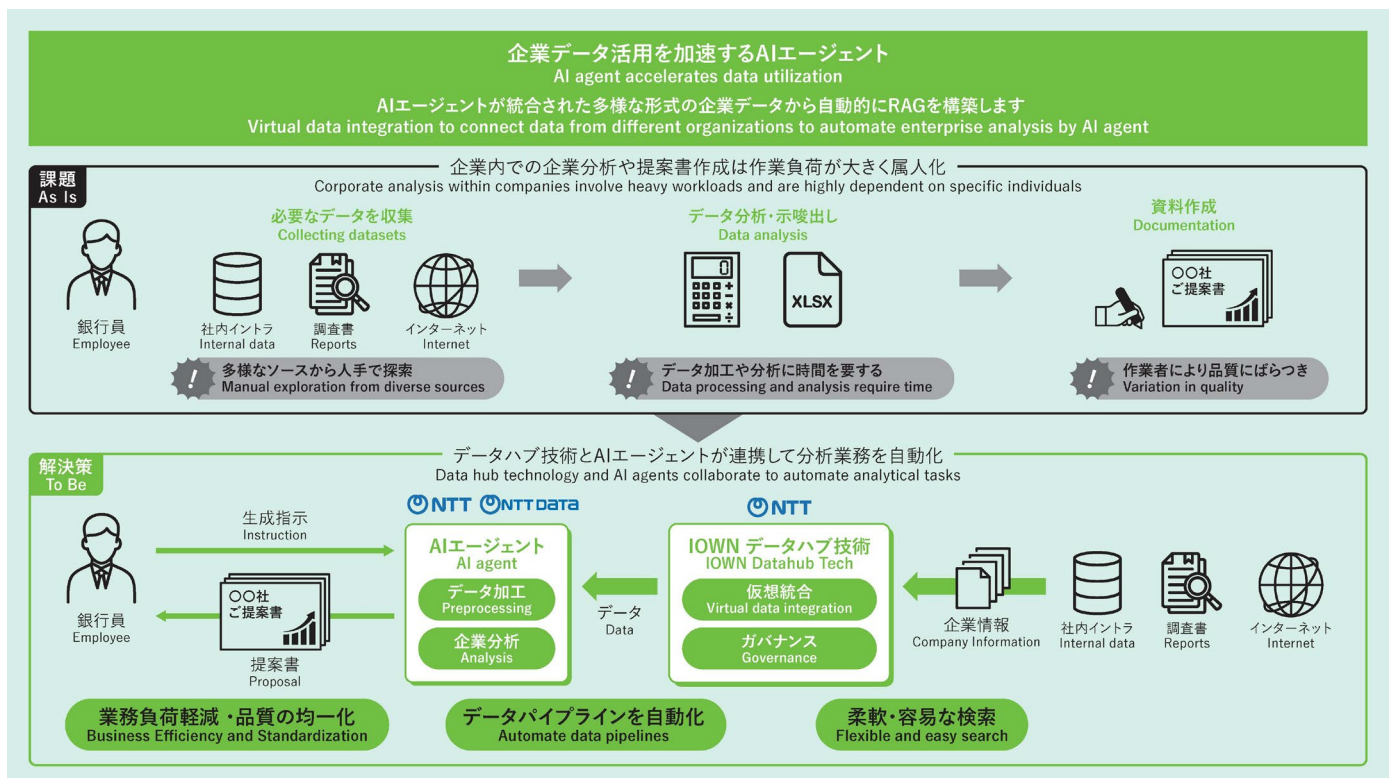 企業データ活用を加速するAIエージェント
AI agent accelerates data utilization
AIエージェントが統合された多様な形式の企業データから自動的にRAGを構築します
Virtual data integration to connect data from different organizations to automate enterprise analysis by AI agent
課題
As Is
企業内での企業分析や提案書作成は作業負荷が大きく属人化
Corporate analysis within companies involve heavy workloads and are highly dependent on specific individuals
銀行員
Employee
必要なデータを収集
Collecting datasets
社内イントラ
Internal data
調査書
Reports
インターネット
Internet
!
多様なソースから人手で探索
Manual exploration from diverse sources
データ分析・示唆出し
Data analysis
0
XLSX
!
データ加工や分析に時間を要する
Data processing and analysis require time
資料作成
Documentation
〇〇社
ご提案書
!
作業者により品質にばらつき
Variation in quality
解決策
To Be
データハブ技術とAIエージェントが連携して分析業務を自動化
Data hub technology and AI agents collaborate to automate analytical tasks
銀行員
Employee
生成指示
Instruction
〇〇社
ご提案書
提案書
Proposal
NTT
NTT DATA
AIエージェント
AI agent
データ加工
Preprocessing
企業分析
Analysis
データ
Data
NTT
IOWN データハブ技術
IOWN Datahub Tech
仮想統合
Virtual data integration
ガバナンス
Governance
企業情報
Company Information
社内イントラ
Internal data
調査書
Reports
インターネット
Internet
業務負荷軽減・品質の均一化
Business Efficiency and Standardization
データパイプラインを自動化
Automate data pipelines
柔軟・容易な検索
Flexible and easy search